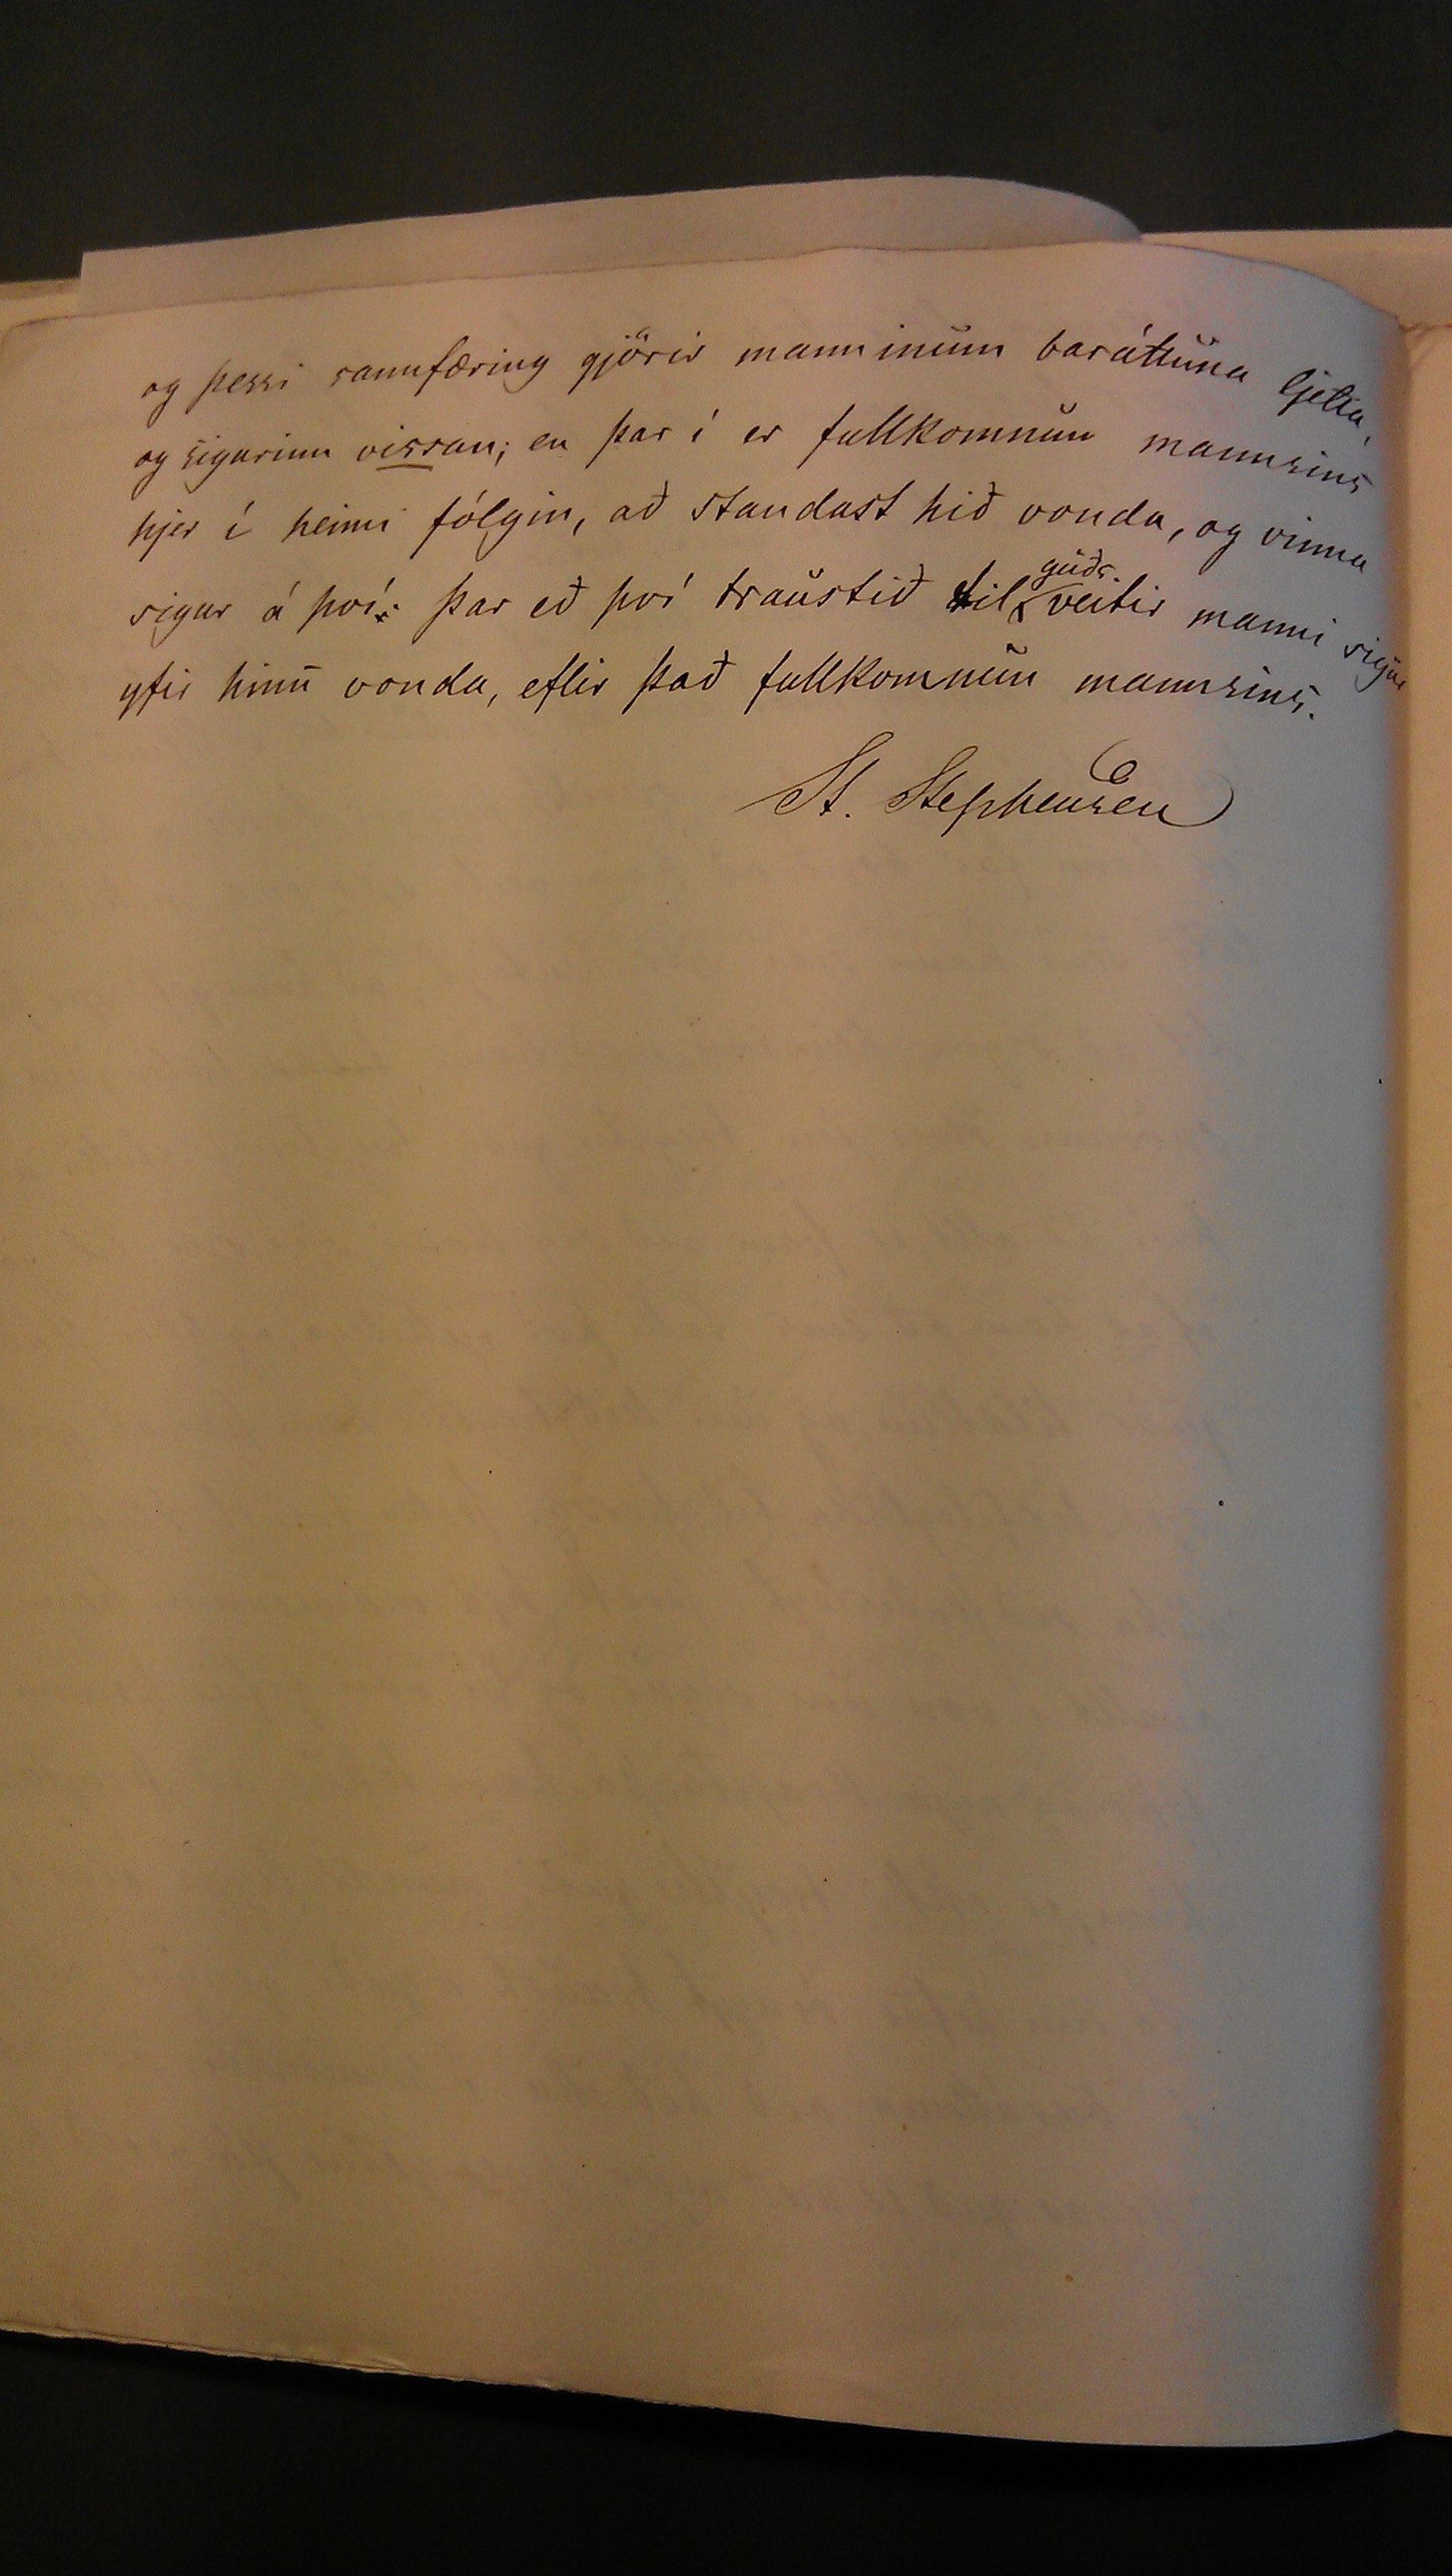 og þessi sannfæring gjörir manninum baráttuna ljetta,
og sigurinn vissan; en þar í er fullkomnun mannsins
hjer í heimi fólgin, að standast hið vonda, og vinna
sigur á því. Þar eð því traustið til guðs veitir manni sigur
yfir hinu vonda, eflir það fullkomnun mannsins.
St. Stephensen